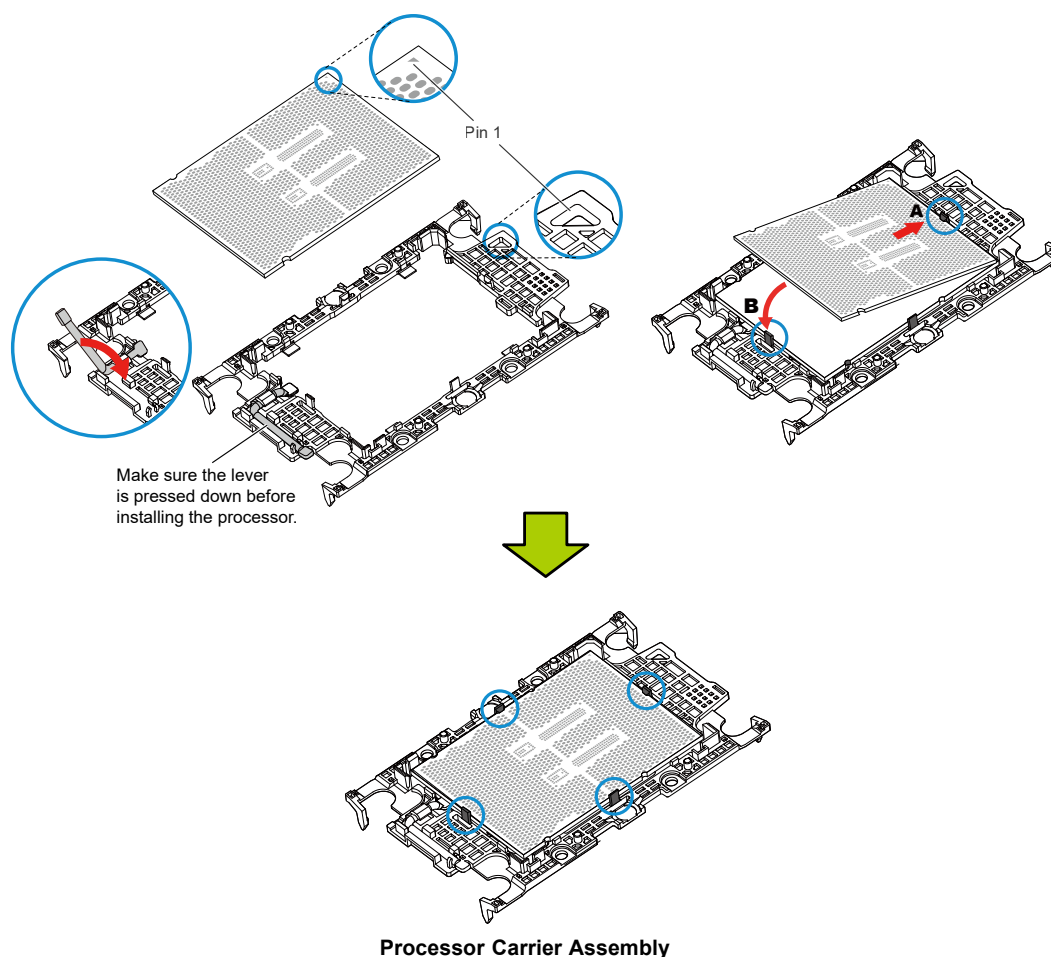 Pin 1
A
B
Make sure the lever
is pressed down before
installing the processor.
Processor Carrier Assembly